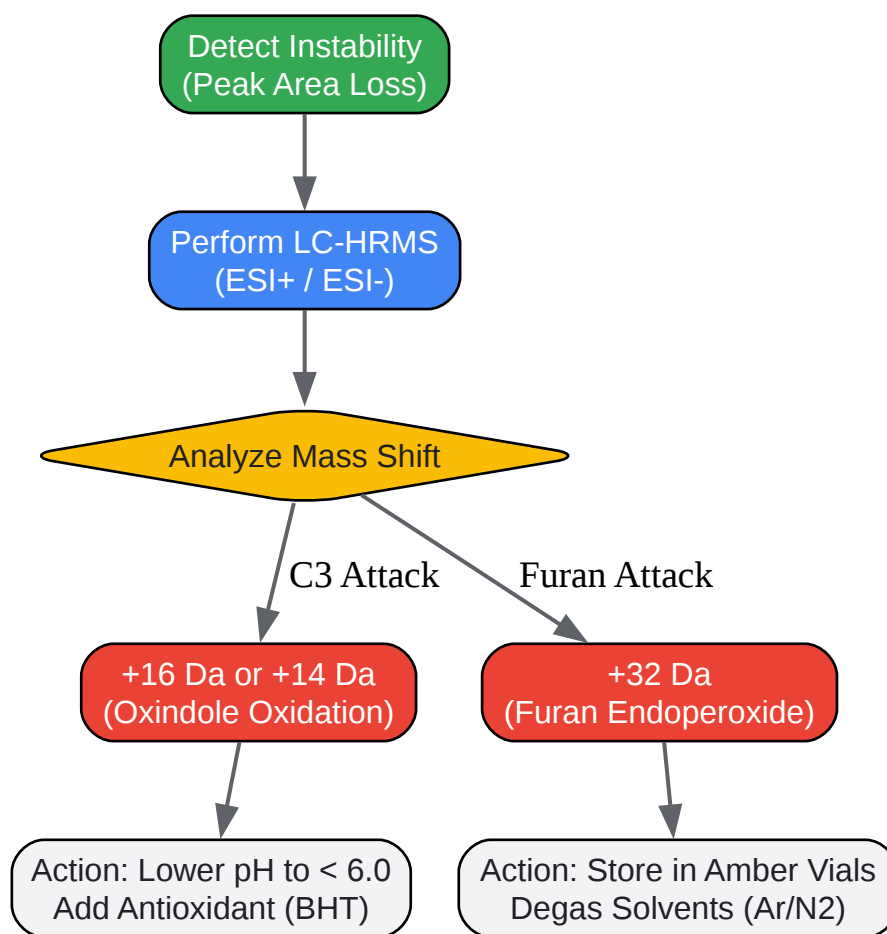 Detect Instability
(Peak Area Loss)
Perform LC-HRMS
(ESI+ / ESI-)
Analyze Mass Shift
C3 Attack
Furan Attack
+16 Da or +14 Da
(Oxindole Oxidation)
+32 Da
(Furan Endoperoxide)
Action: Lower pH to < 6.0
Add Antioxidant (BHT)
Action: Store in Amber Vials
Degas Solvents (Ar/N2)